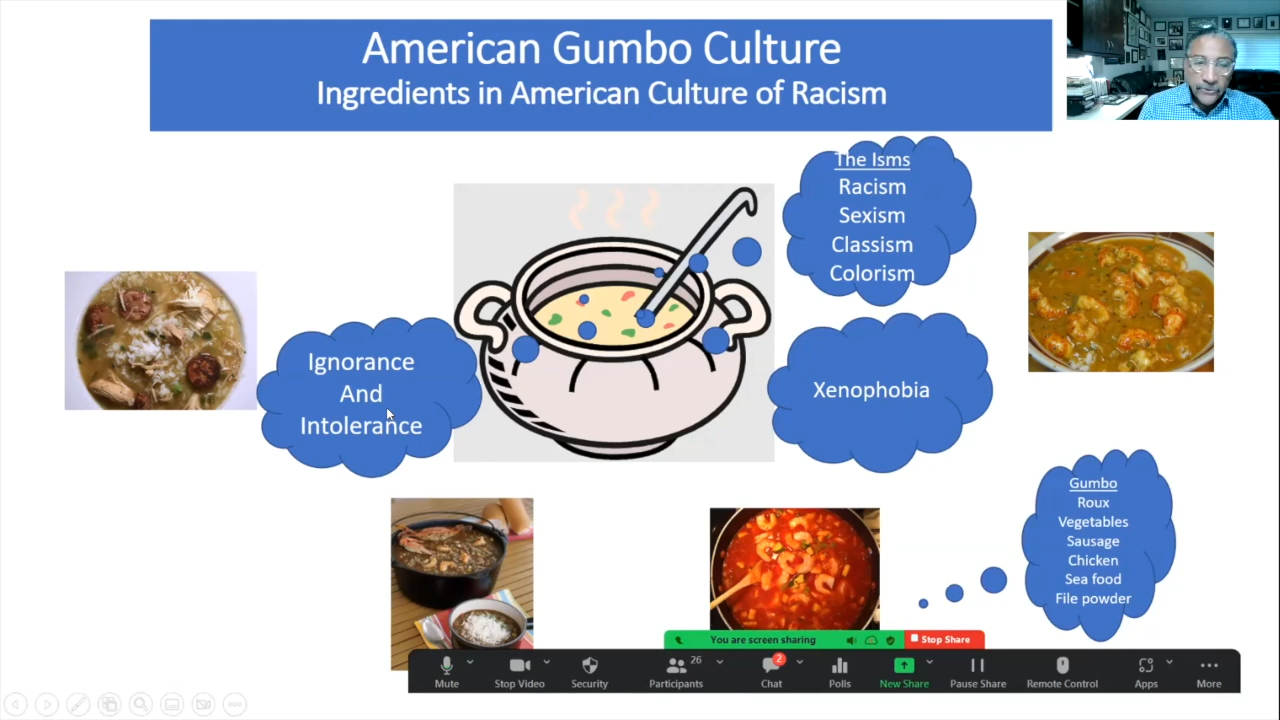 American Gumbo Culture
Ingredients in American Culture of Racism
The Isms
Racism
Sexism
Classism
Colorism
Ignorance
And
Intolerance
Xenophobia
Gumbo
Roux
Vegetables
Sausage
Chicken
Sea food
File powder
You are screen sharing
Stop Share
26
2
Mute
Stop Video
Security
Participants
Chat
Polls
New Share
Pause Share
Remote Control
Apps
More